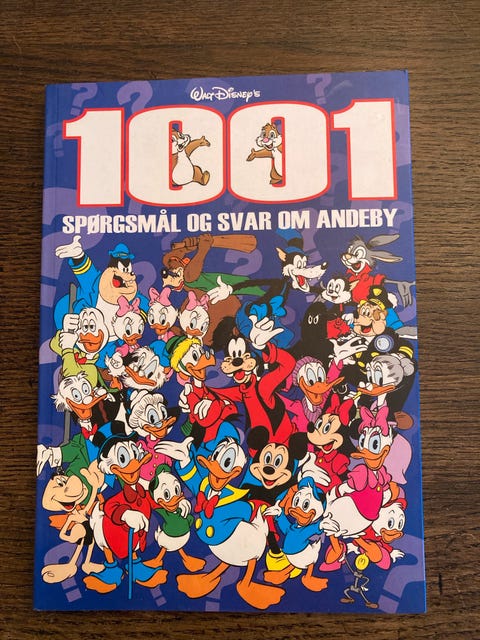 Walt Disney's
1001
SPØRGSMÅL OG SVAR OM ANDEBY